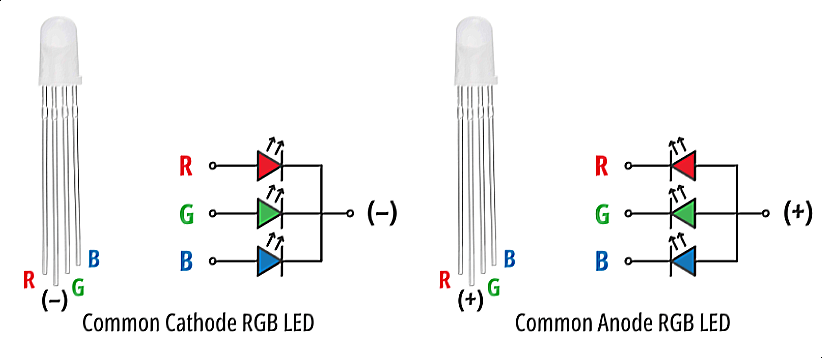 R
G
B
(–)
R
(–)
G
B
Common Cathode RGB LED
R
G
B
(+)
R
(+)
G
B
Common Anode RGB LED